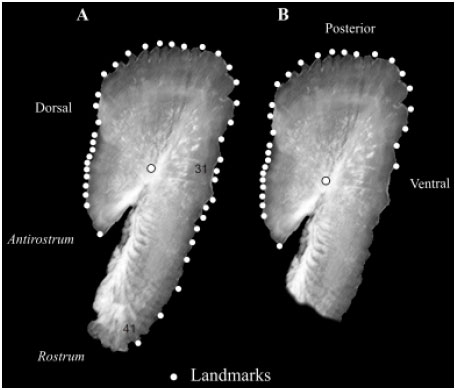 A
B
Posterior
Dorsal
31
Ventral
Antirostrum
41
Rostrum
Landmarks